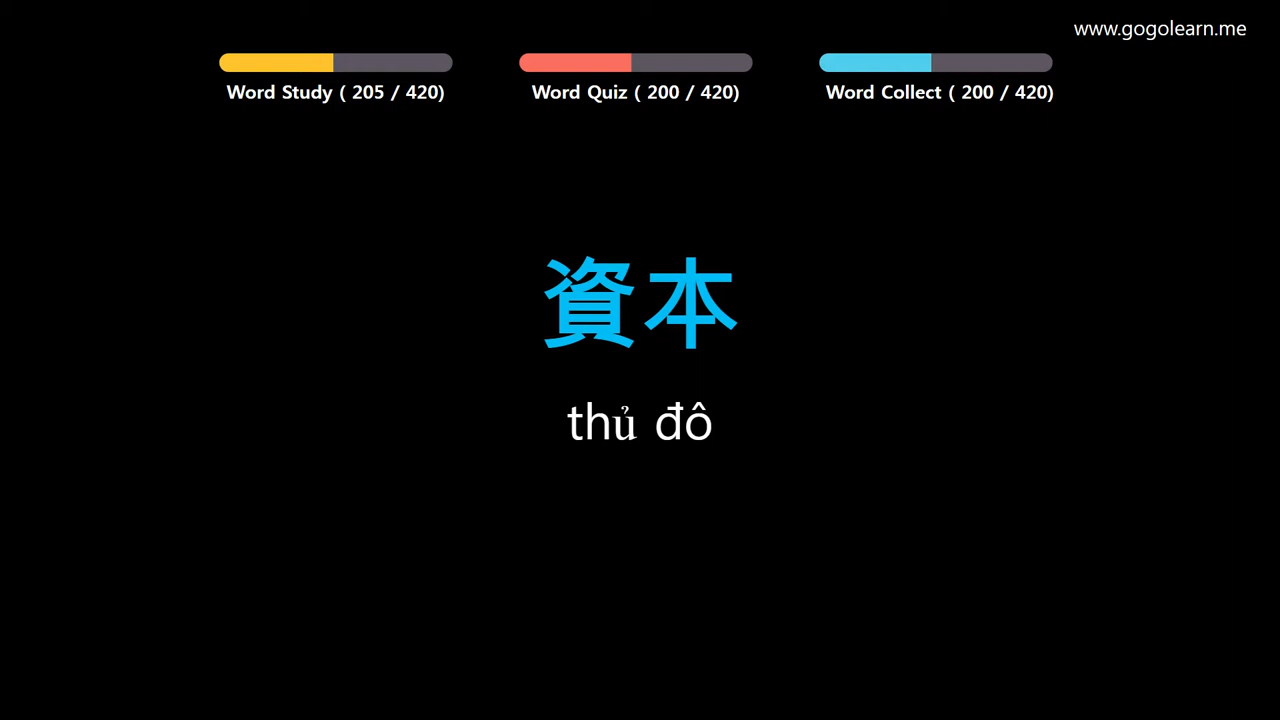 www.gogolearn.me
Word Study ( 205 / 420)
Word Quiz ( 200 / 420)
Word Collect ( 200 / 420)
資本
thủ đô